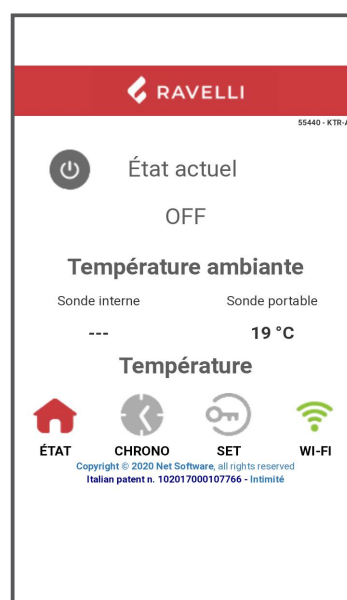 RAVELLI
55440 - KTR-A
État actuel
OFF
Température ambiante
Sonde interne Sonde portable
--- 19 °C
Température
ÉTAT CHRONO SET WI-FI
Copyright © 2020 Net Software, all rights reserved
Italian patent n. 102017000107766 - Intimité